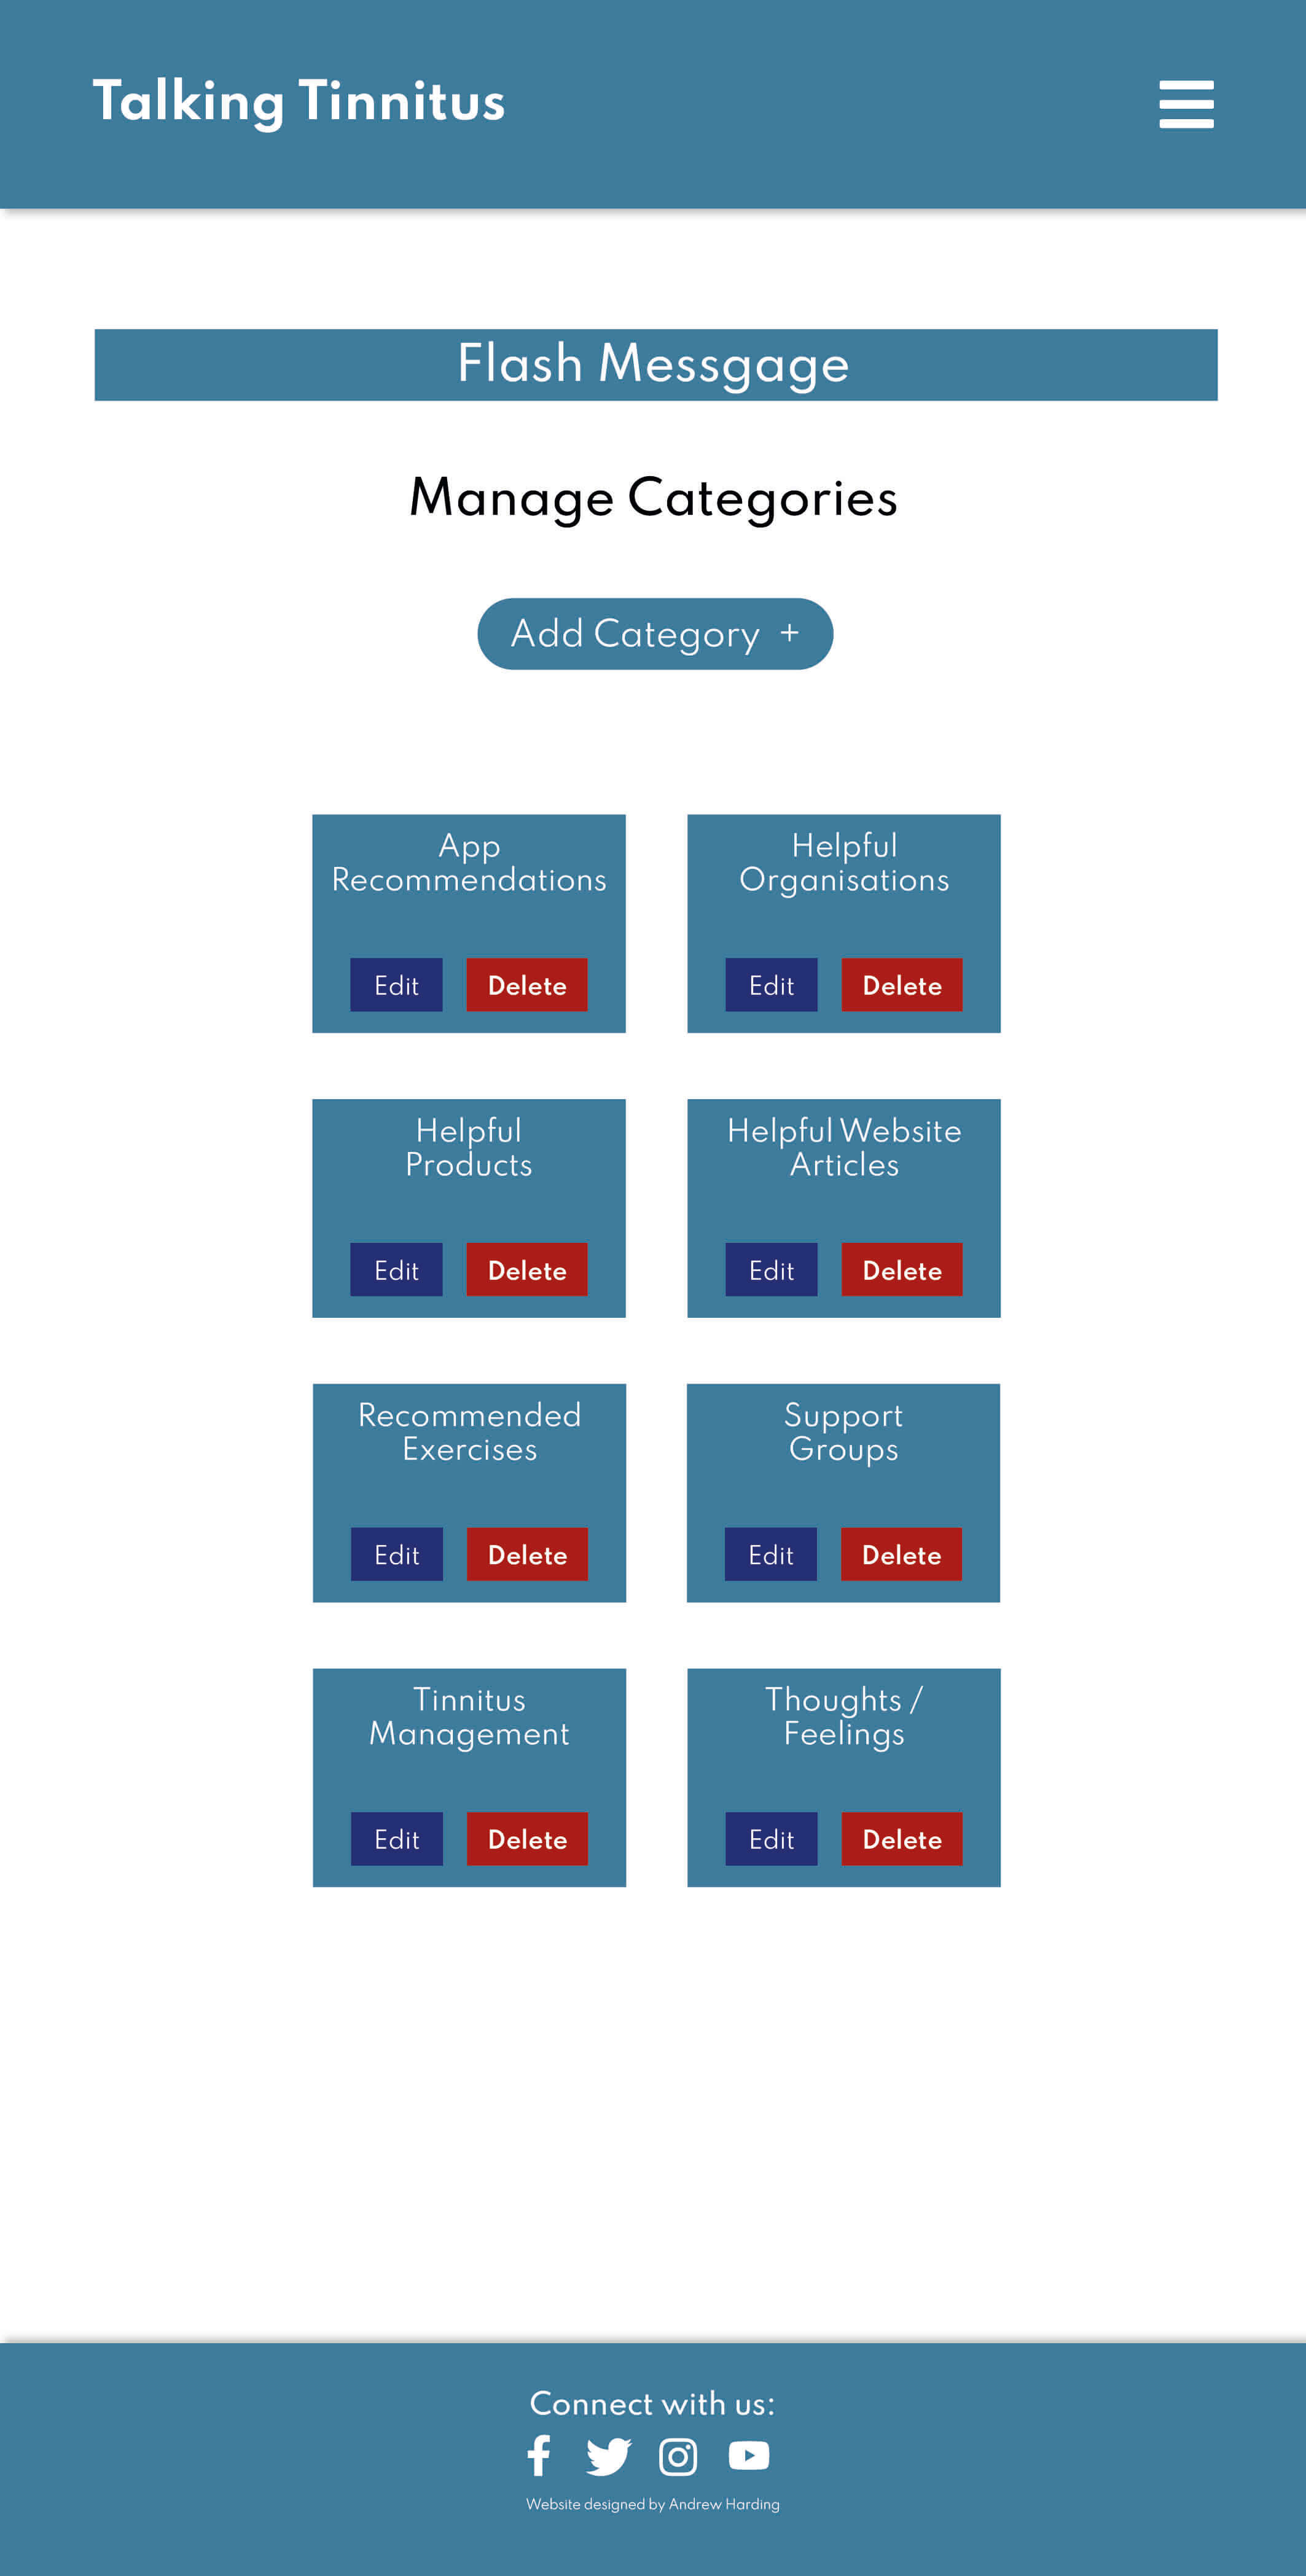 Talking Tinnitus
Flash Messgage
Manage Categories
Add Category +
App
Recommendations
Edit Delete
Helpful
Organisations
Edit Delete
Helpful
Products
Edit Delete
Helpful Website
Articles
Edit Delete
Recommended
Exercises
Edit Delete
Support
Groups
Edit Delete
Tinnitus
Management
Edit Delete
Thoughts /
Feelings
Edit Delete
Connect with us:
Website designed by Andrew Harding